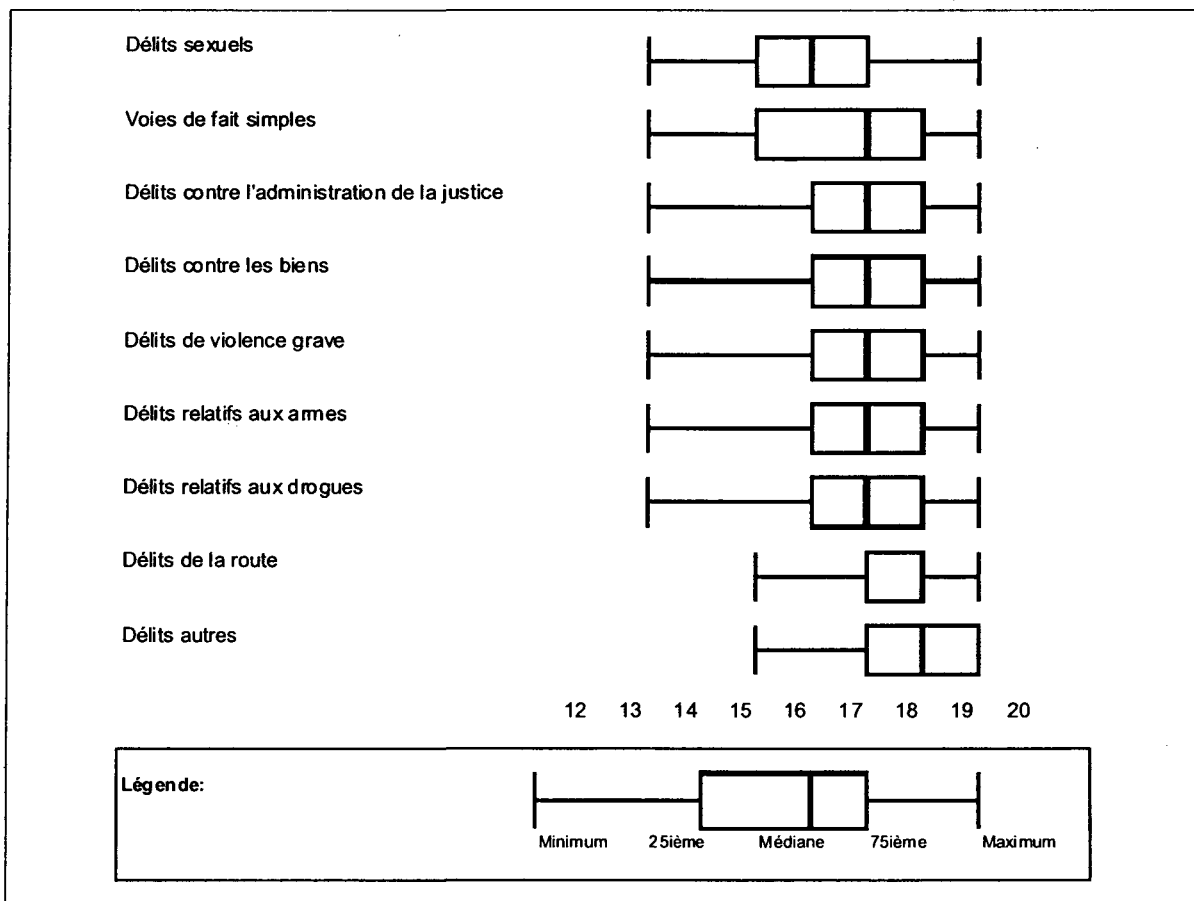 Délits sexuels
Voies de fait simples
Délits contre l'administration de la justice
Délits contre les biens
Délits de violence grave
Délits relatifs aux armes
Délits relatifs aux drogues
Délits de la route
Délits autres
12 13 14 15 16 17 18 19 20
Légende:
Minimum 25ième Médiane 75ième Maximum